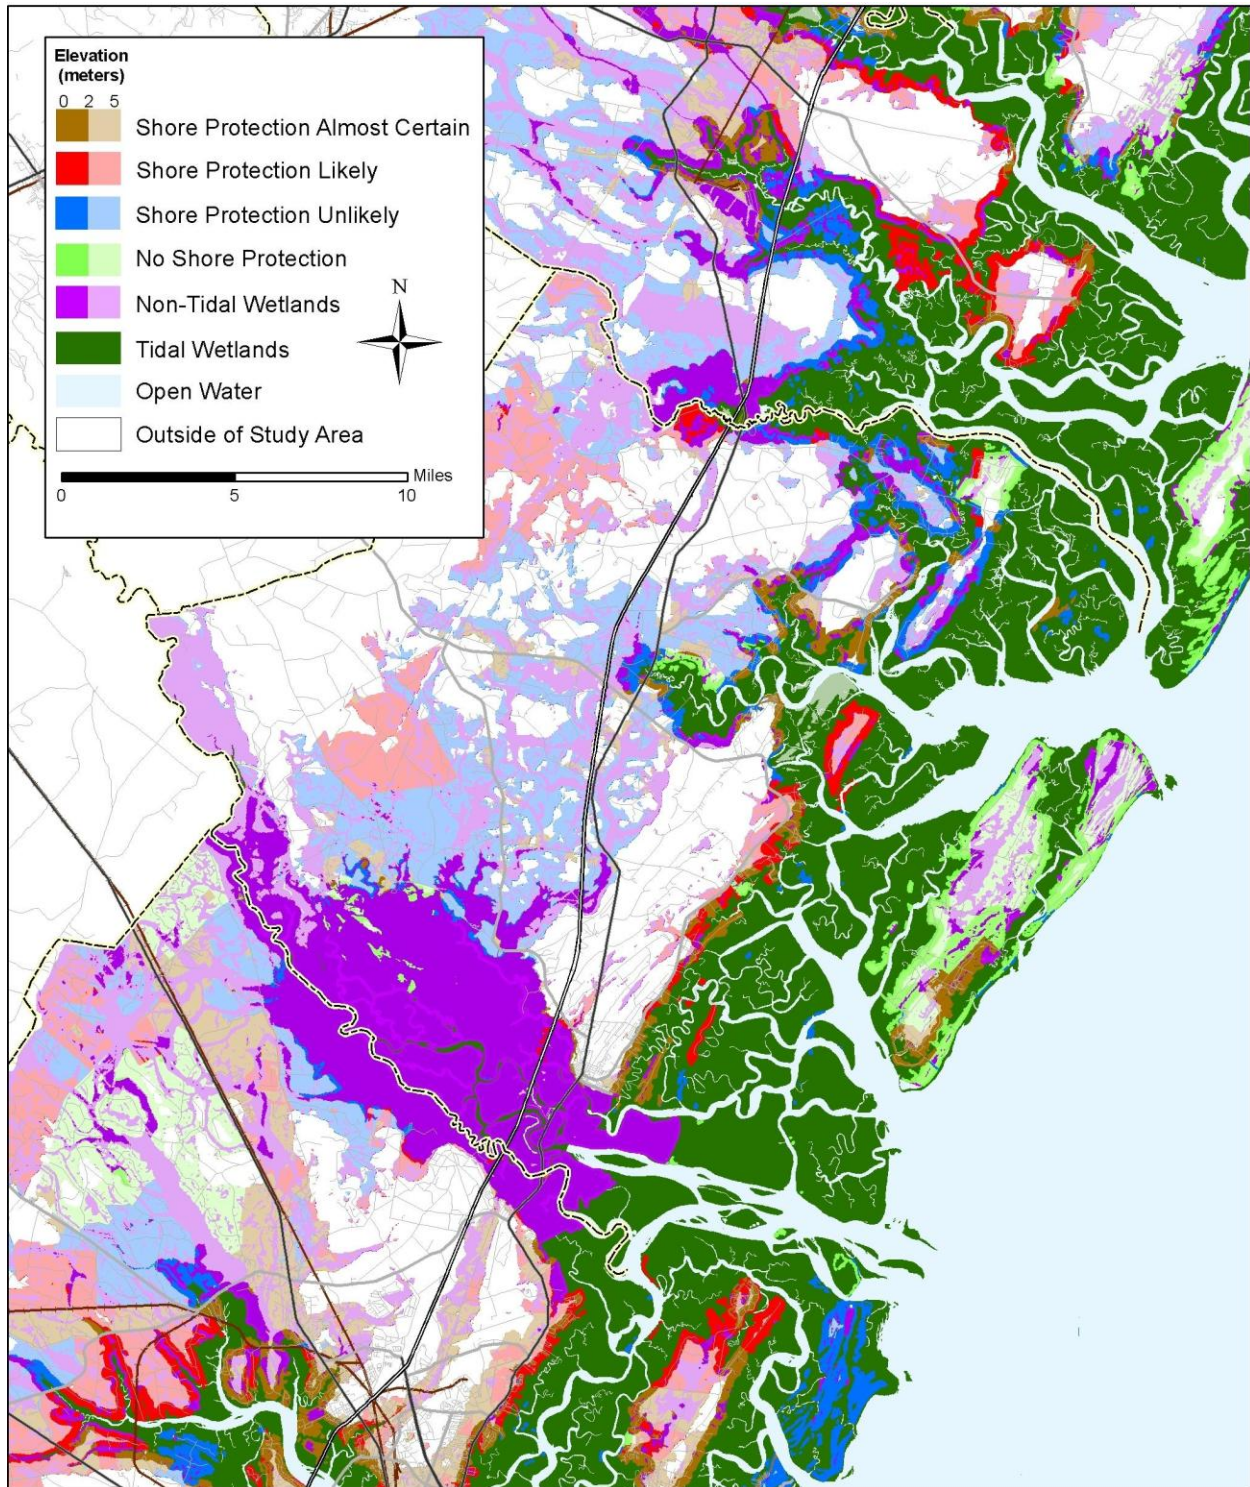 Elevation
(meters)
0 2 5
Shore Protection Almost Certain
Shore Protection Likely
Shore Protection Unlikely
No Shore Protection
Non-Tidal Wetlands
N
Tidal Wetlands
Open Water
Outside of Study Area
Miles
0 5 10